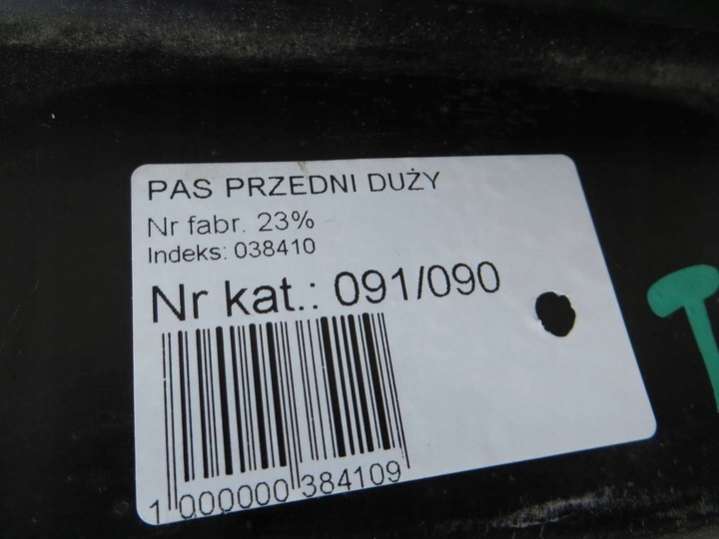 PAS PRZEDNI DUŻY
Nr fabr. 23%
Indeks: 038410
Nr kat.: 091/090
1 000000 384109